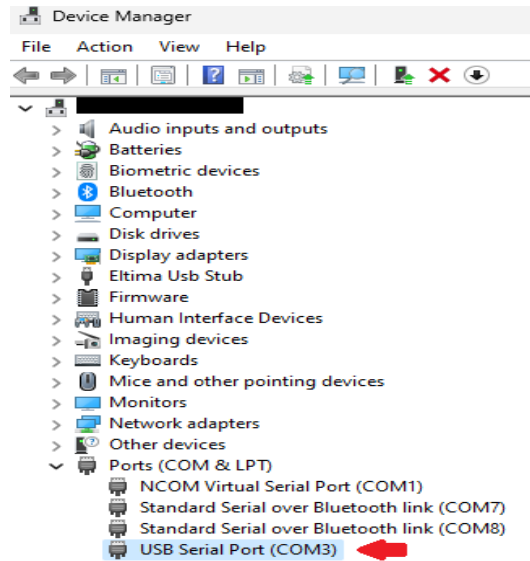 Device Manager
File Action View Help
Audio inputs and outputs
Batteries
Biometric devices
Bluetooth
Computer
Disk drives
Display adapters
Eltima Usb Stub
Firmware
Human Interface Devices
Imaging devices
Keyboards
Mice and other pointing devices
Monitors
Network adapters
Other devices
Ports (COM & LPT)
NCOM Virtual Serial Port (COM1)
Standard Serial over Bluetooth link (COM7)
Standard Serial over Bluetooth link (COM8)
USB Serial Port (COM3)